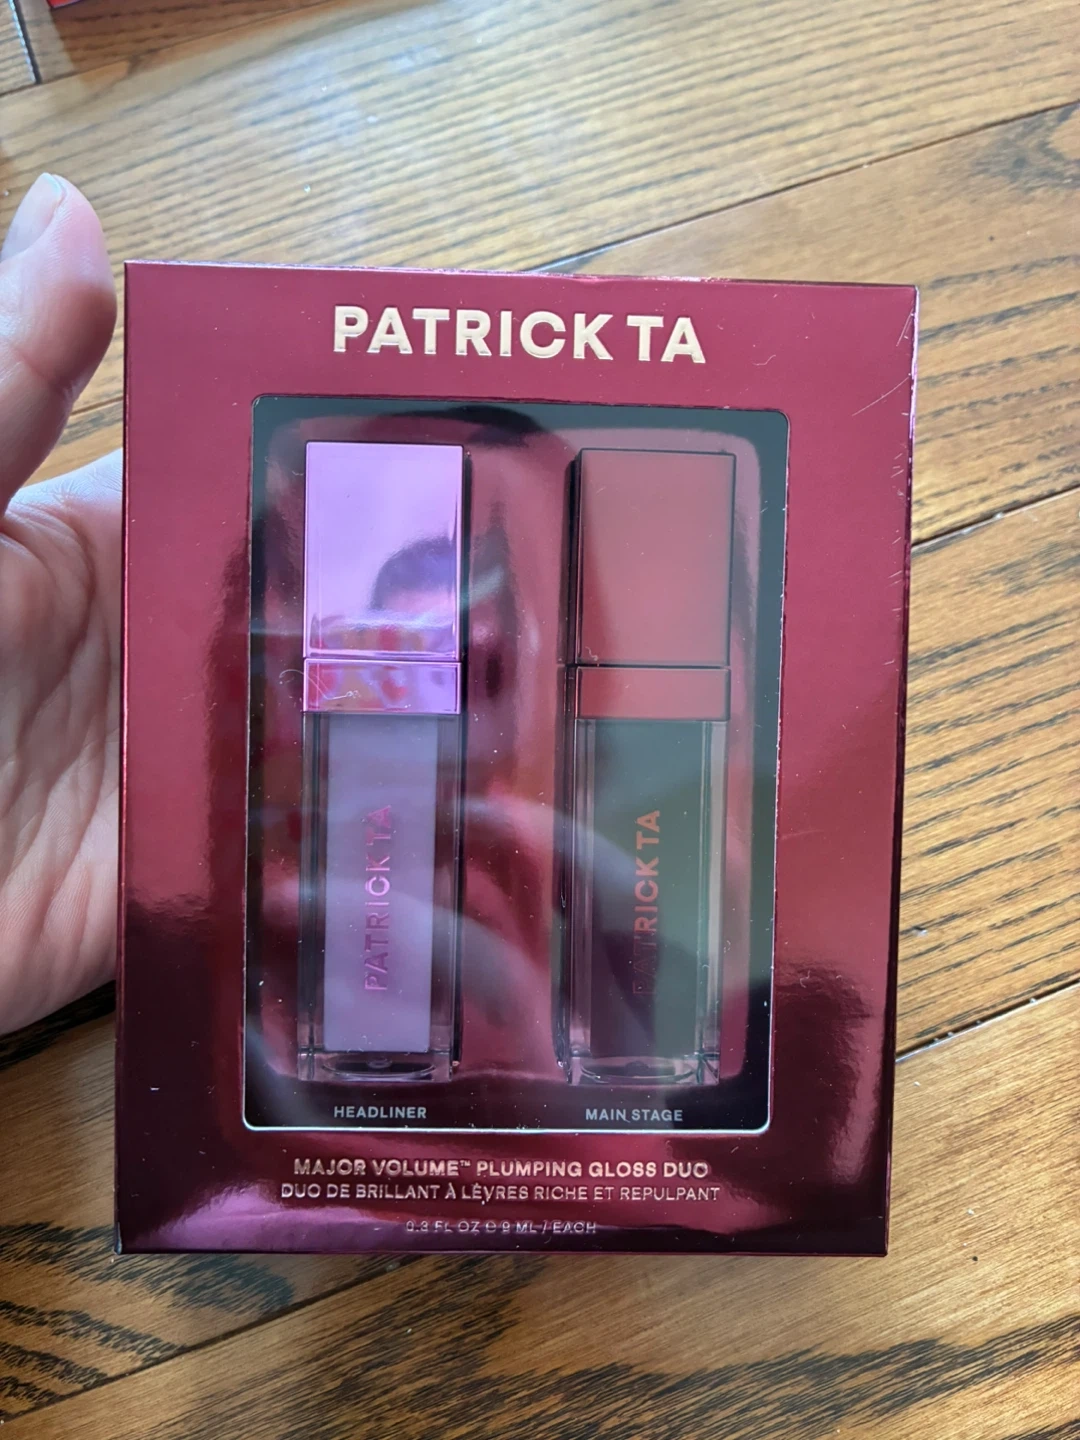 PATRICK TA
PATRICK TA
PATRICK TA
HEADLINER
MAIN STAGE
MAJOR VOLUME™ PLUMPING GLOSS DUO
DUO DE BRILLANT À LÈVRES RICHE ET REPULPANT
0.3 FL OZ ℮ 9 ML / EACH